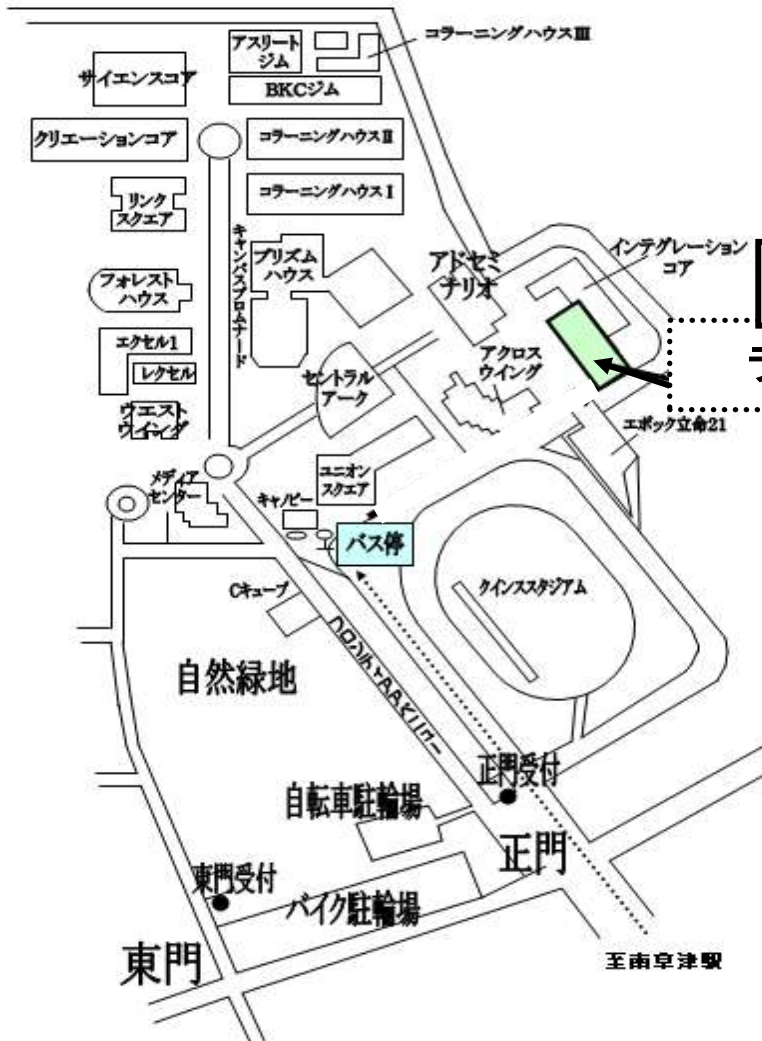 コラーニングハウスⅢ
アスリート
ジム
サイエンスコア
BKCジム
クリエーションコア
コラーニングハウスⅡ
コラーニングハウスⅠ
リンク
スクエア
キャンパスプロムナード
プリズム
ハウス
アドセミ
ナリオ
インテグレーション
コア
フォレスト
ハウス
エクセル1
レクセル
セントラル
アーク
アクロス
ウイング
ウエスト
ウイング
エポック立命21
メディア
センター
ユニオン
スクエア
キャノピー
バス停
Cキューブ
クインススタジアム
自然緑地
正門受付
自転車駐輪場
正門
東門受付
バイク駐輪場
東門
至南草津駅